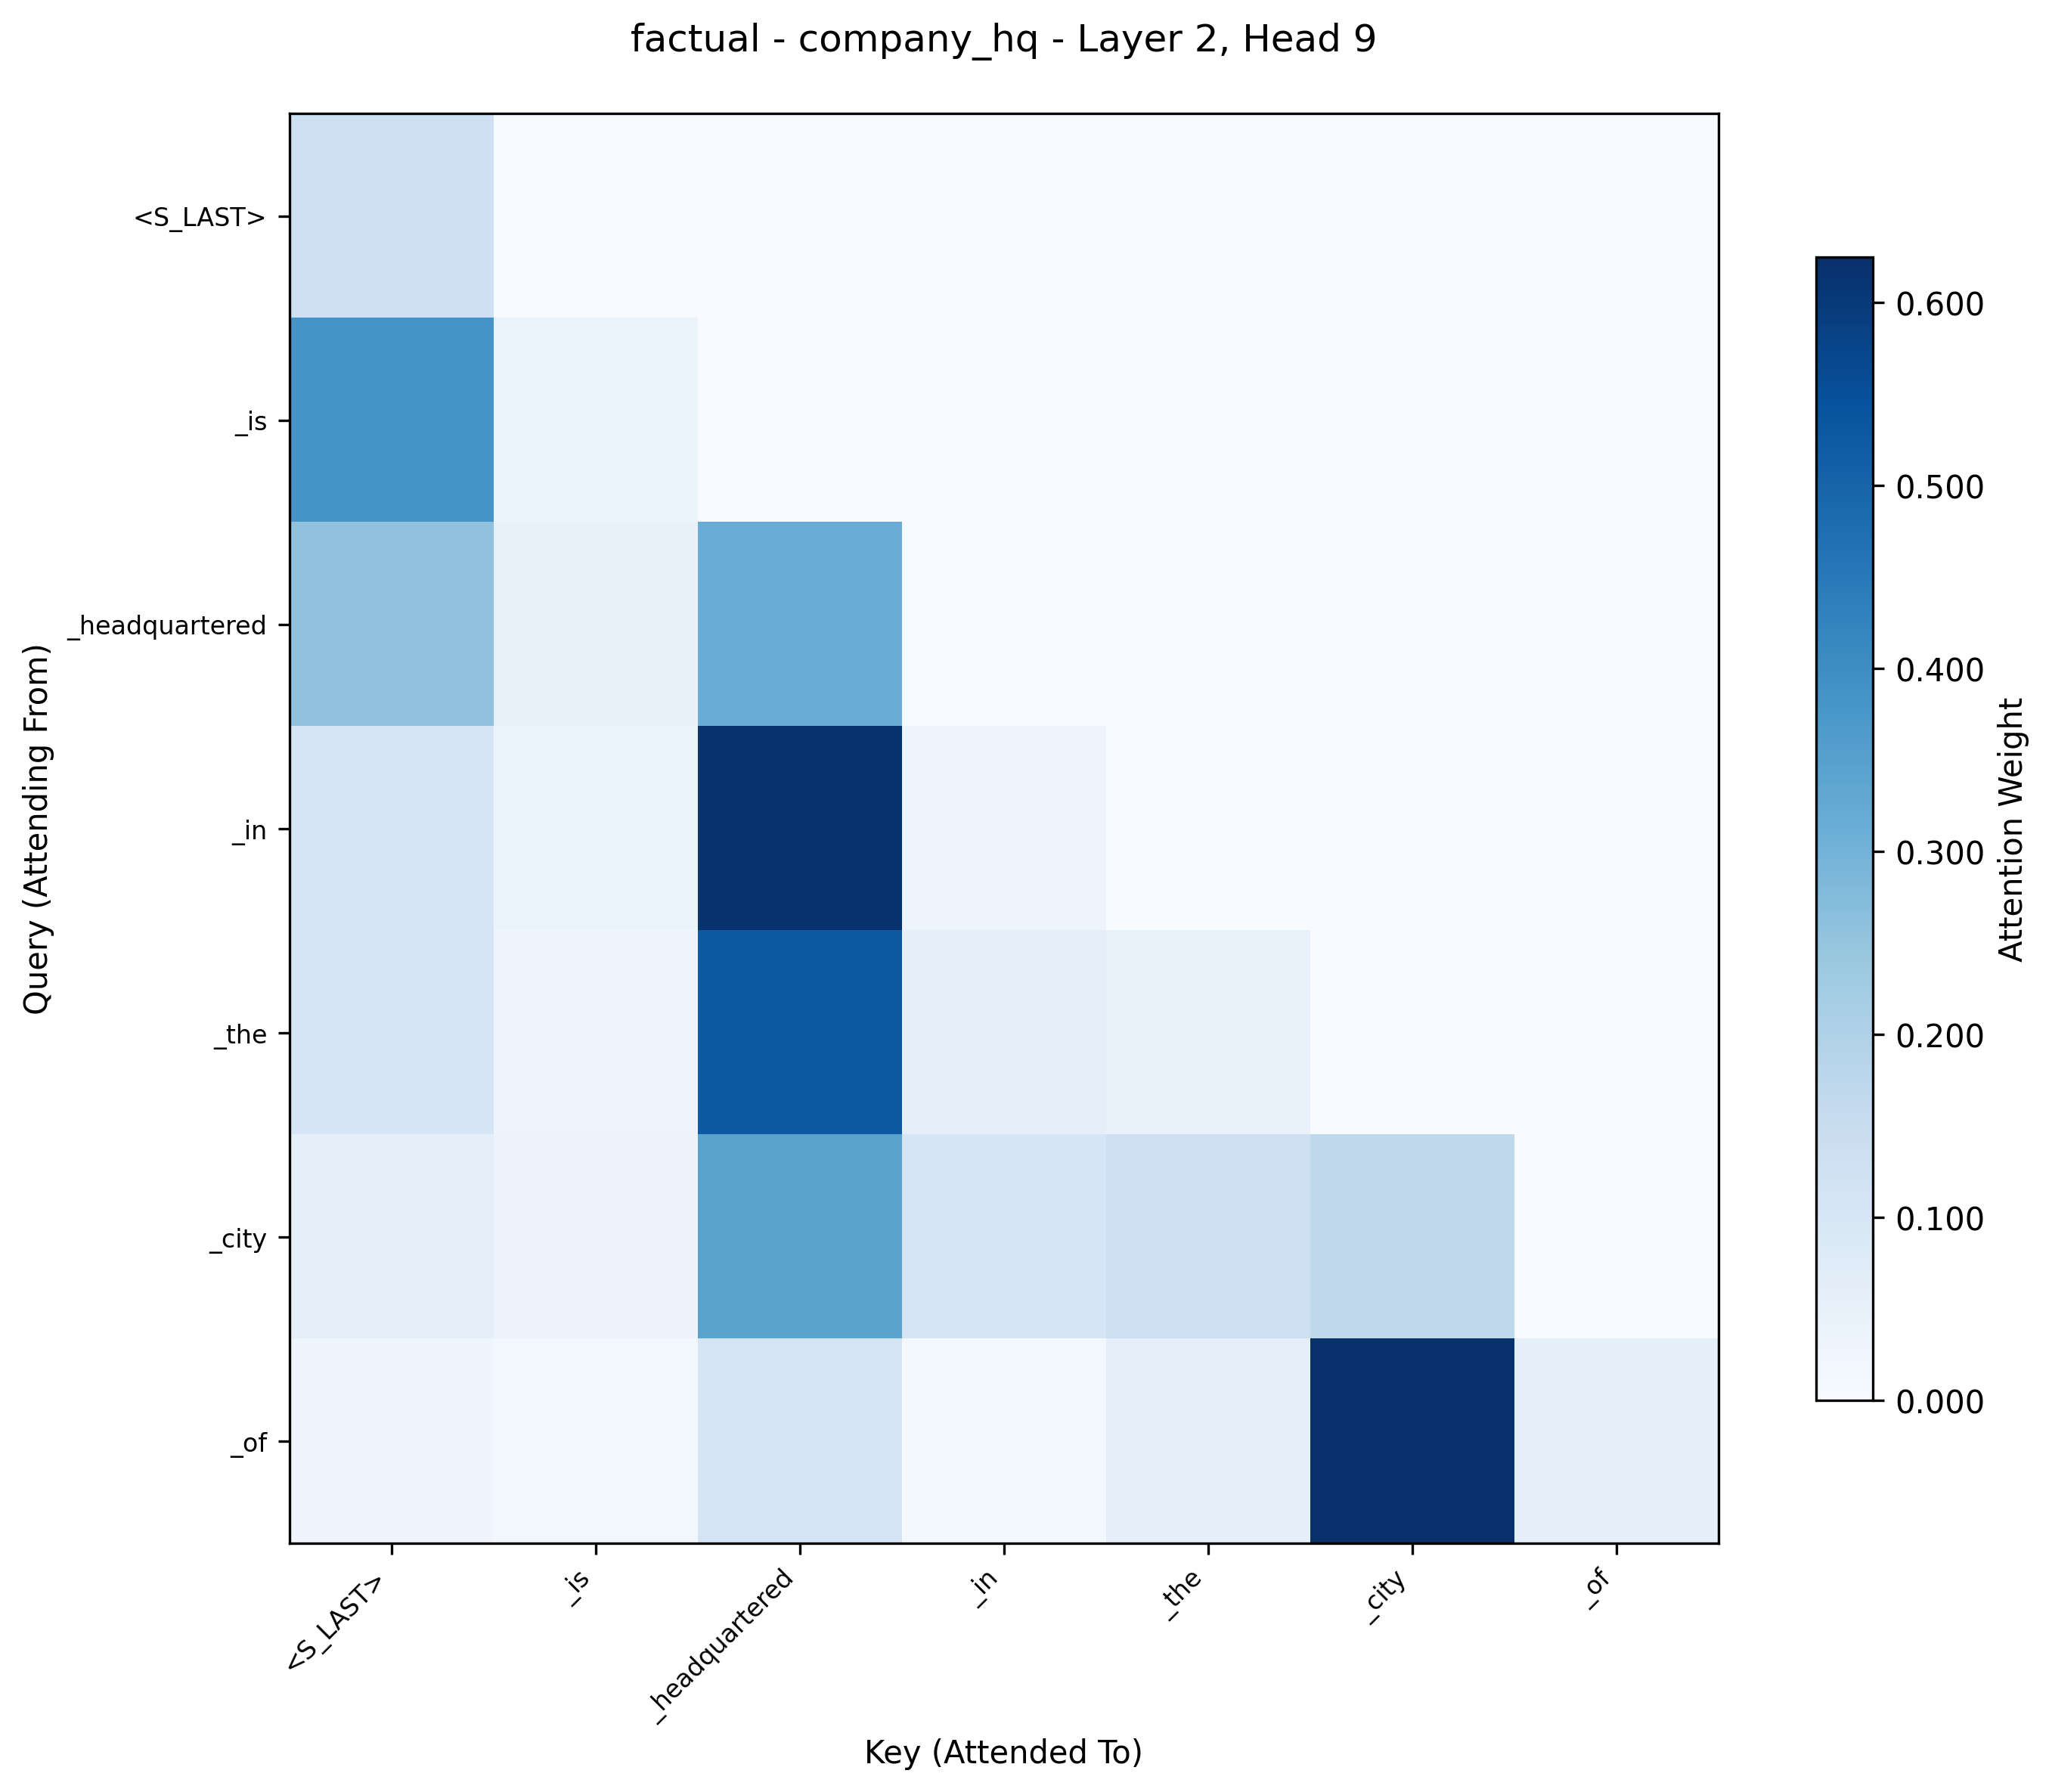 factual - company_hq - Layer 2, Head 9
<S_LAST>
_is
_headquartered
_in
_the
_city
_of
Query (Attending From)
<S_LAST>
_is
_headquartered
_in
_the
_city
_of
Key (Attended To)
0.600
0.500
0.400
0.300
0.200
0.100
0.000
Attention Weight